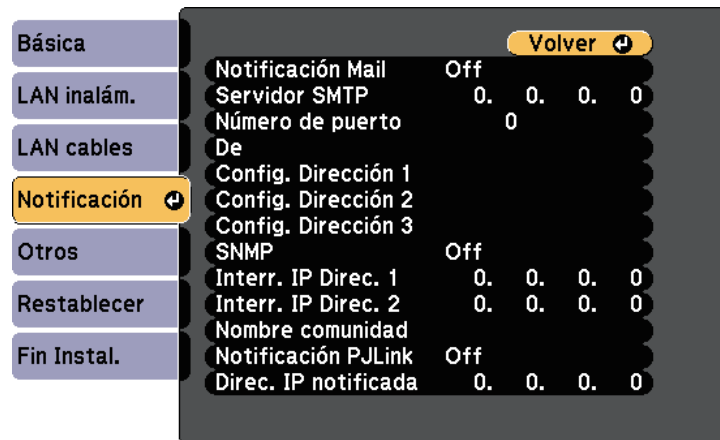 Básica
LAN inalám.
LAN cables
Notificación
Otros
Restablecer
Fin Instal.
Volver
Notificación Mail Off
Servidor SMTP 0. 0. 0. 0
Número de puerto 0
De
Config. Dirección 1
Config. Dirección 2
Config. Dirección 3
SNMP Off
Interr. IP Direc. 1 0. 0. 0. 0
Interr. IP Direc. 2 0. 0. 0. 0
Nombre comunidad
Notificación PJLink Off
Direc. IP notificada 0. 0. 0. 0